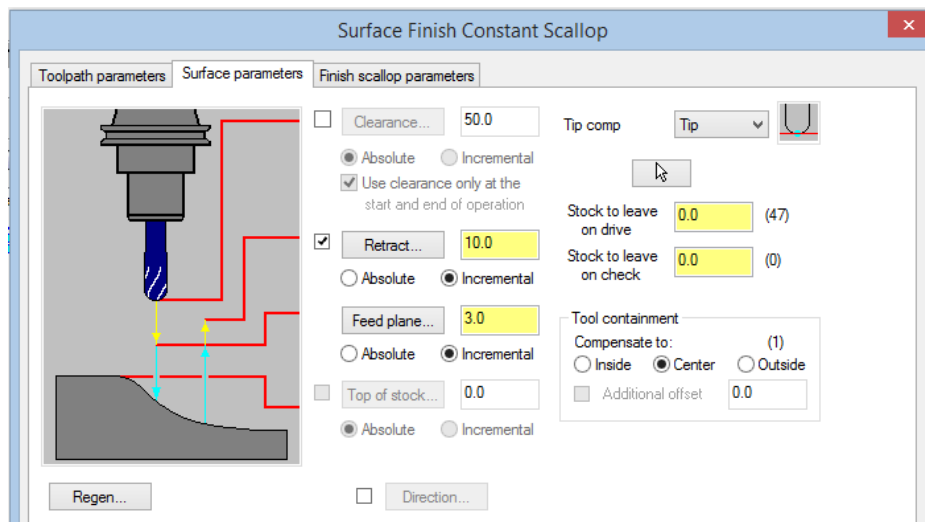 Surface Finish Constant Scallop
Toolpath parameters
Surface parameters
Finish scallop parameters
Clearance...
50.0
Absolute
Incremental
Use clearance only at the
start and end of operation
Retract...
10.0
Absolute
Incremental
Feed plane...
3.0
Absolute
Incremental
Top of stock...
0.0
Absolute
Incremental
Tip comp
Tip
Stock to leave
on drive
0.0
(47)
Stock to leave
on check
0.0
(0)
Tool containment
Compensate to:
(1)
Inside
Center
Outside
Additional offset
0.0
Regen...
Direction...